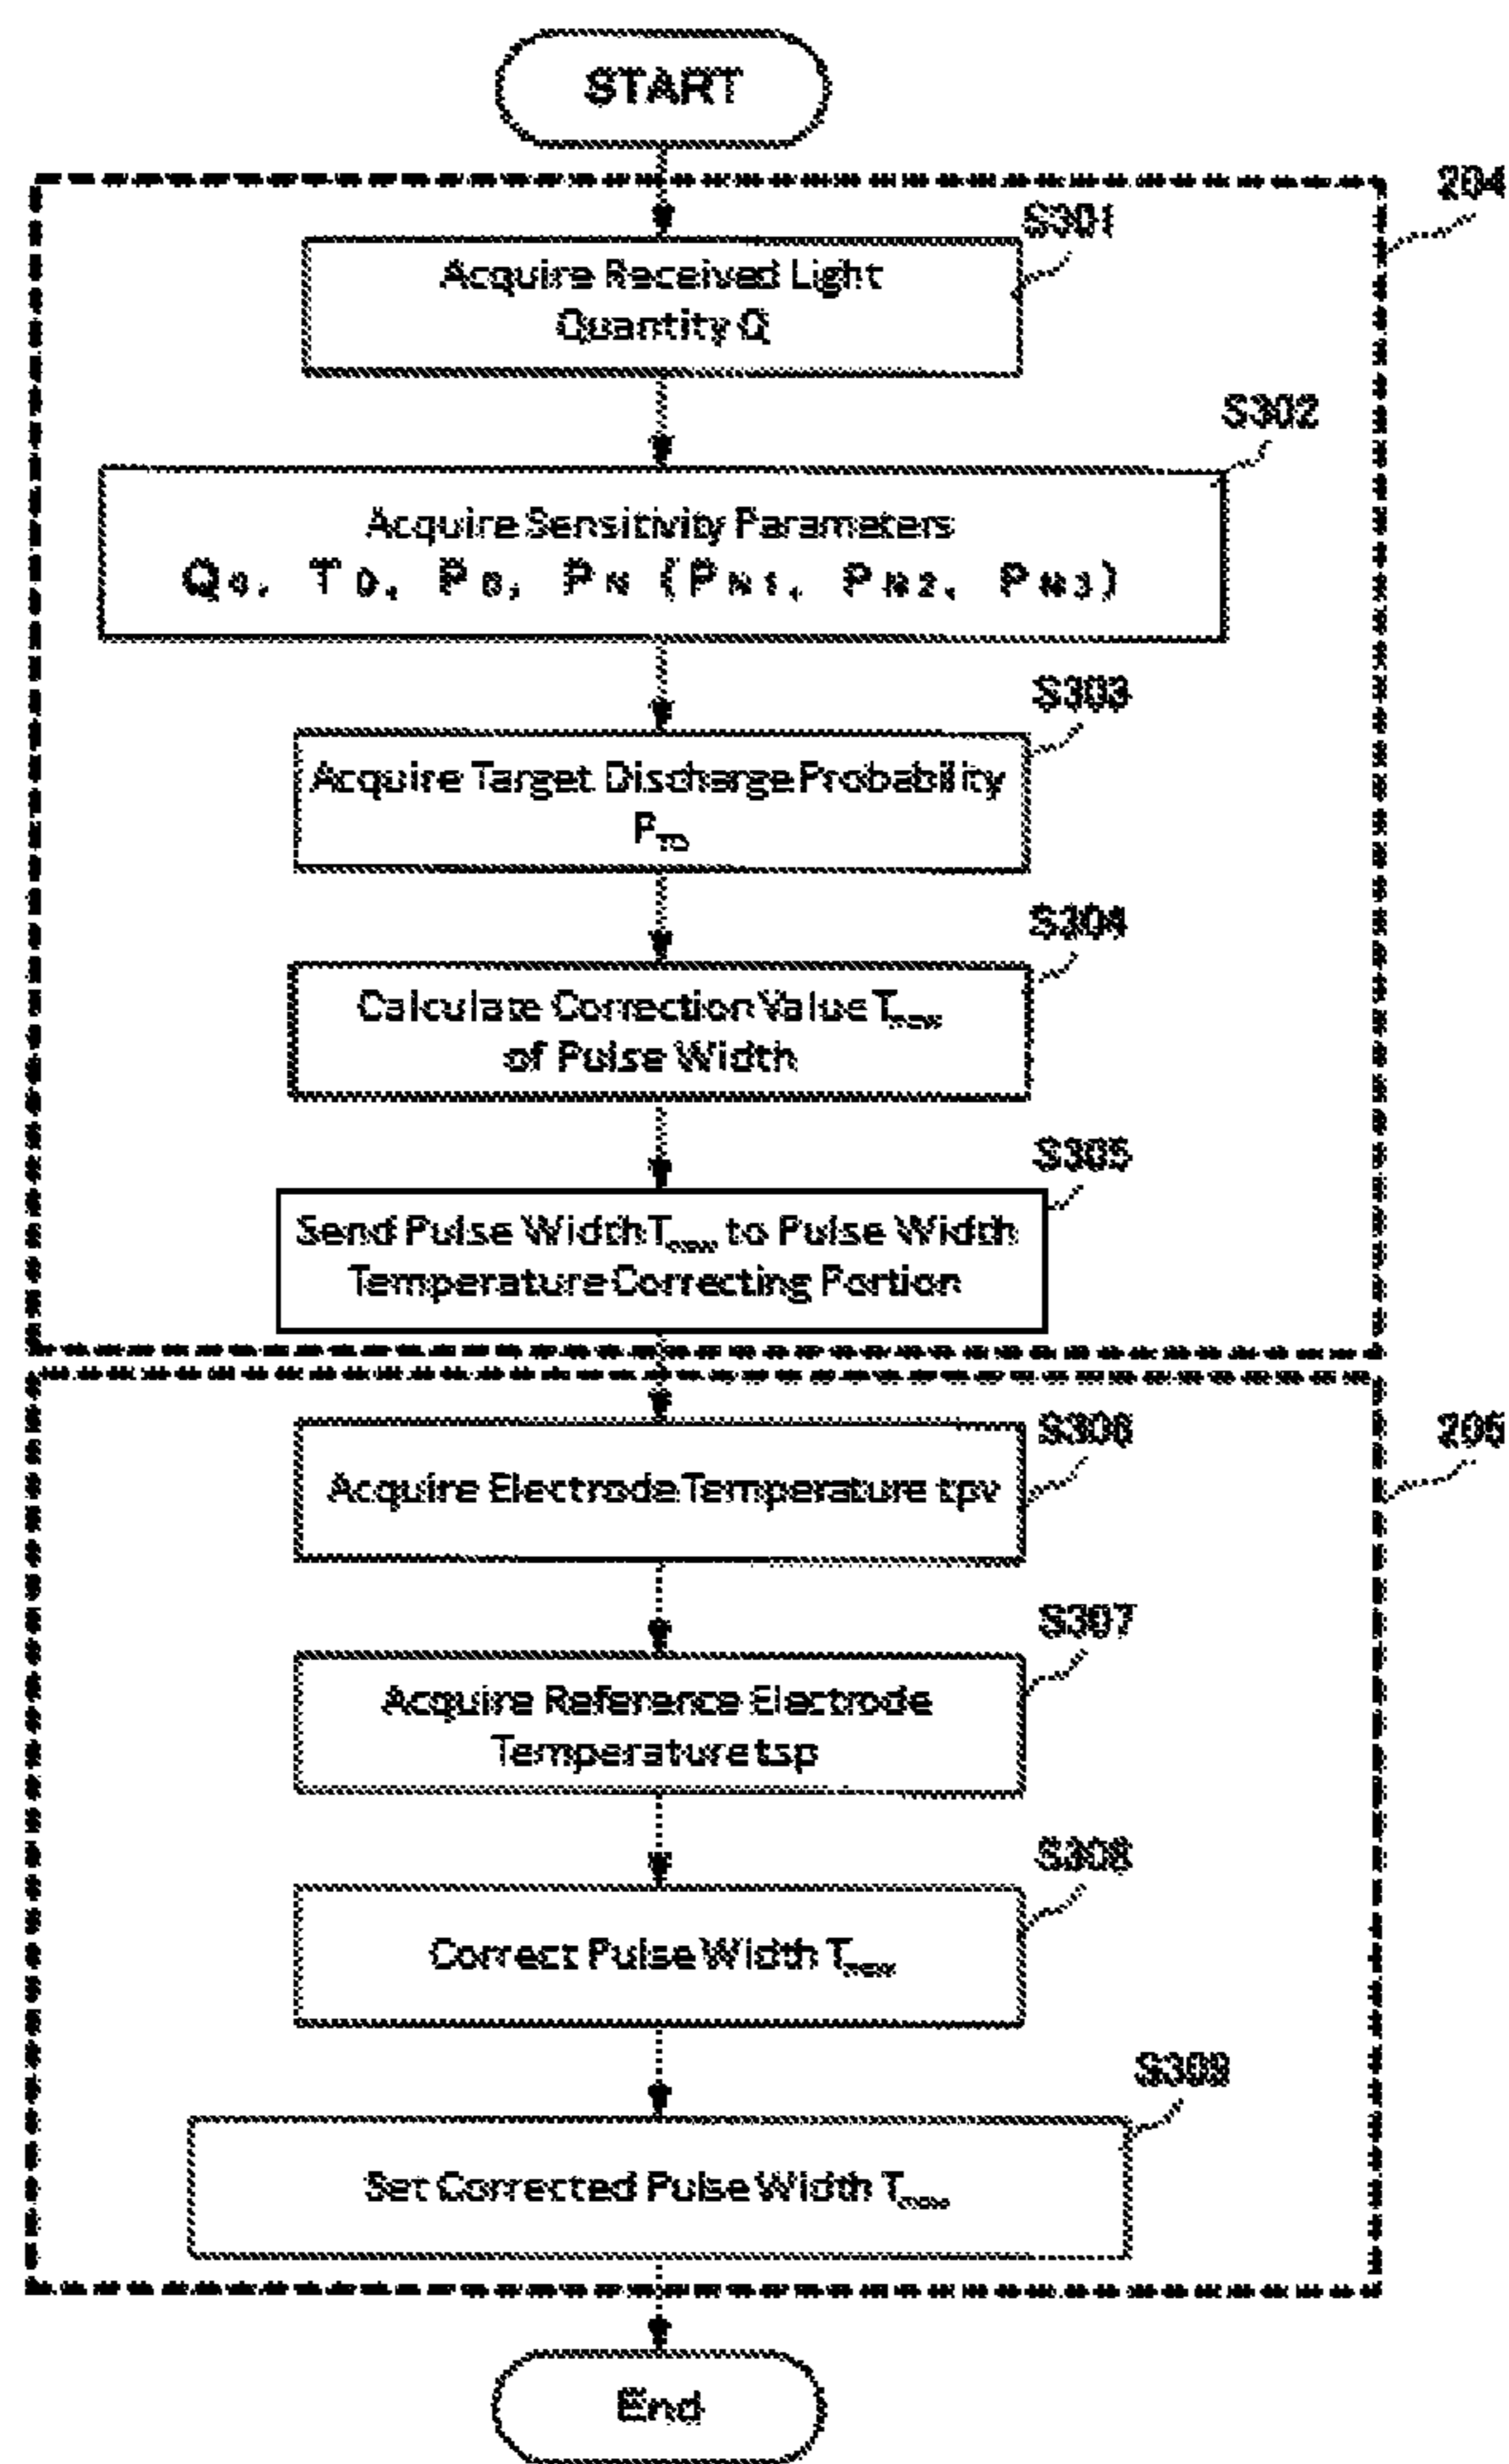 START
204
S301
Acquire Received Light
Quantity Q
S302
Acquire Sensitivity Parameters
Q0, T0, PB, PN (PN1, PN2, PN3)
S303
Acquire Target Discharge Probability
PTD
S304
Calculate Correction Value Tnew
of Pulse Width
S305
Send Pulse Width Tnew to Pulse Width
Temperature Correcting Portion
205
S306
Acquire Electrode Temperature tpv
S307
Acquire Reference Electrode
Temperature tsp
S308
Correct Pulse Width Tnew
S309
Set Corrected Pulse Width Tnew
End